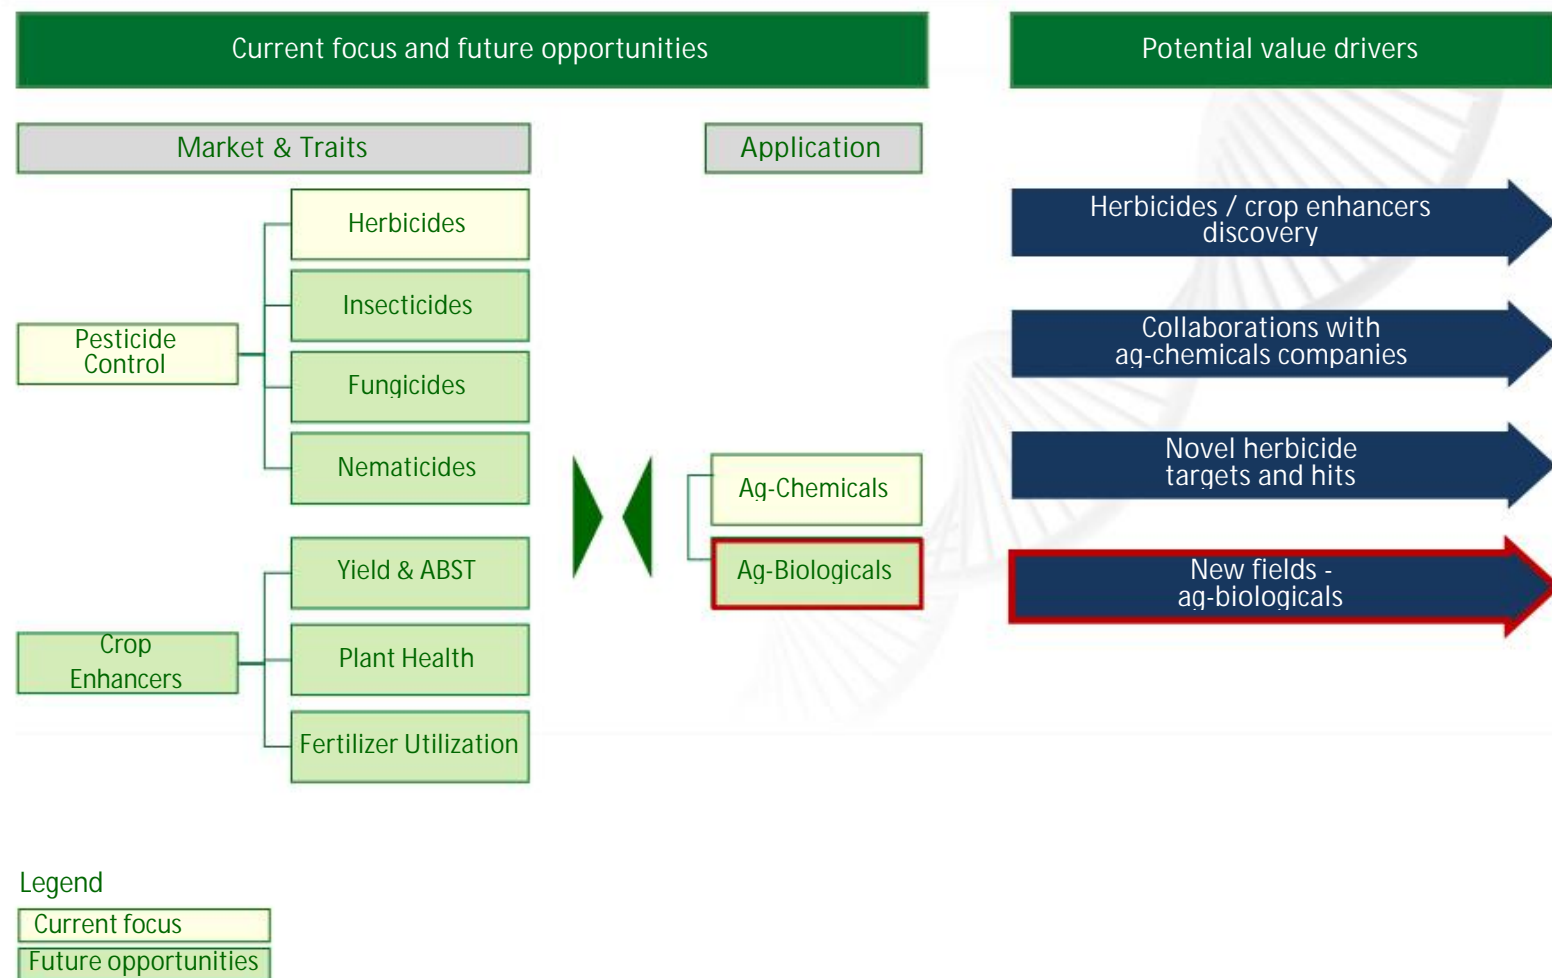 Current focus and future opportunities
Potential value drivers
Market & Traits
Application
Herbicides
Insecticides
Pesticide
Control
Fungicides
Nematicides
Yield & ABST
Crop
Enhancers
Plant Health
Fertilizer Utilization
Ag-Chemicals
Ag-Biologicals
Herbicides / crop enhancers
discovery
Collaborations with
ag-chemicals companies
Novel herbicide
targets and hits
New fields -
ag-biologicals
Legend
Current focus
Future opportunities